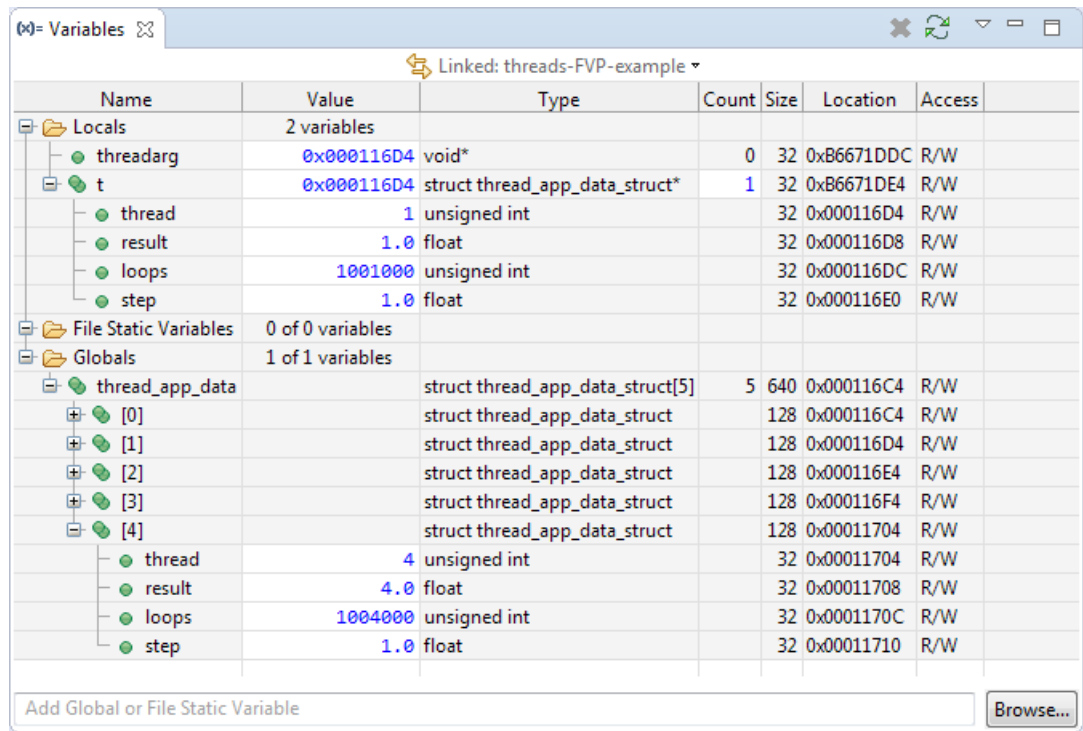 (x)= Variables
Linked: threads-FVP-example
Name Value Type Count Size Location Access
Locals 2 variables
threadarg 0x000116D4 void* 0 32 0xB6671DDC R/W
t 0x000116D4 struct thread_app_data_struct* 1 32 0xB6671DE4 R/W
thread 1 unsigned int 32 0x000116D4 R/W
result 1.0 float 32 0x000116D8 R/W
loops 1001000 unsigned int 32 0x000116DC R/W
step 1.0 float 32 0x000116E0 R/W
File Static Variables 0 of 0 variables
Globals 1 of 1 variables
thread_app_data struct thread_app_data_struct[5] 5 640 0x000116C4 R/W
[0] struct thread_app_data_struct 128 0x000116C4 R/W
[1] struct thread_app_data_struct 128 0x000116D4 R/W
[2] struct thread_app_data_struct 128 0x000116E4 R/W
[3] struct thread_app_data_struct 128 0x000116F4 R/W
[4] struct thread_app_data_struct 128 0x00011704 R/W
thread 4 unsigned int 32 0x00011704 R/W
result 4.0 float 32 0x00011708 R/W
loops 1004000 unsigned int 32 0x0001170C R/W
step 1.0 float 32 0x00011710 R/W
Add Global or File Static Variable Browse...